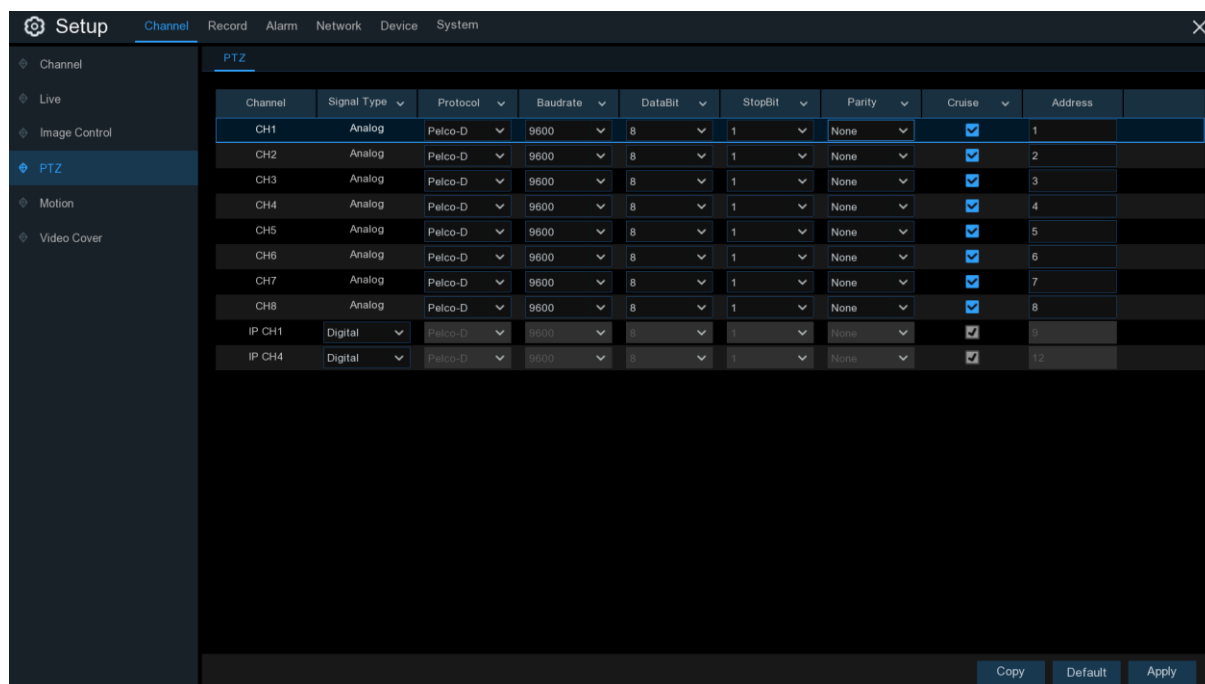 Setup Channel Record Alarm Network Device System
Channel
Live
Image Control
PTZ
Motion
Video Cover
PTZ
Channel Signal Type Protocol Baudrate DataBit StopBit Parity Cruise Address
CH1 Analog Pelco-D 9600 8 1 None 1
CH2 Analog Pelco-D 9600 8 1 None 2
CH3 Analog Pelco-D 9600 8 1 None 3
CH4 Analog Pelco-D 9600 8 1 None 4
CH5 Analog Pelco-D 9600 8 1 None 5
CH6 Analog Pelco-D 9600 8 1 None 6
CH7 Analog Pelco-D 9600 8 1 None 7
CH8 Analog Pelco-D 9600 8 1 None 8
IP CH1 Digital Pelco-D 9600 8 1 None 9
IP CH4 Digital Pelco-D 9600 8 1 None 12
Copy Default Apply